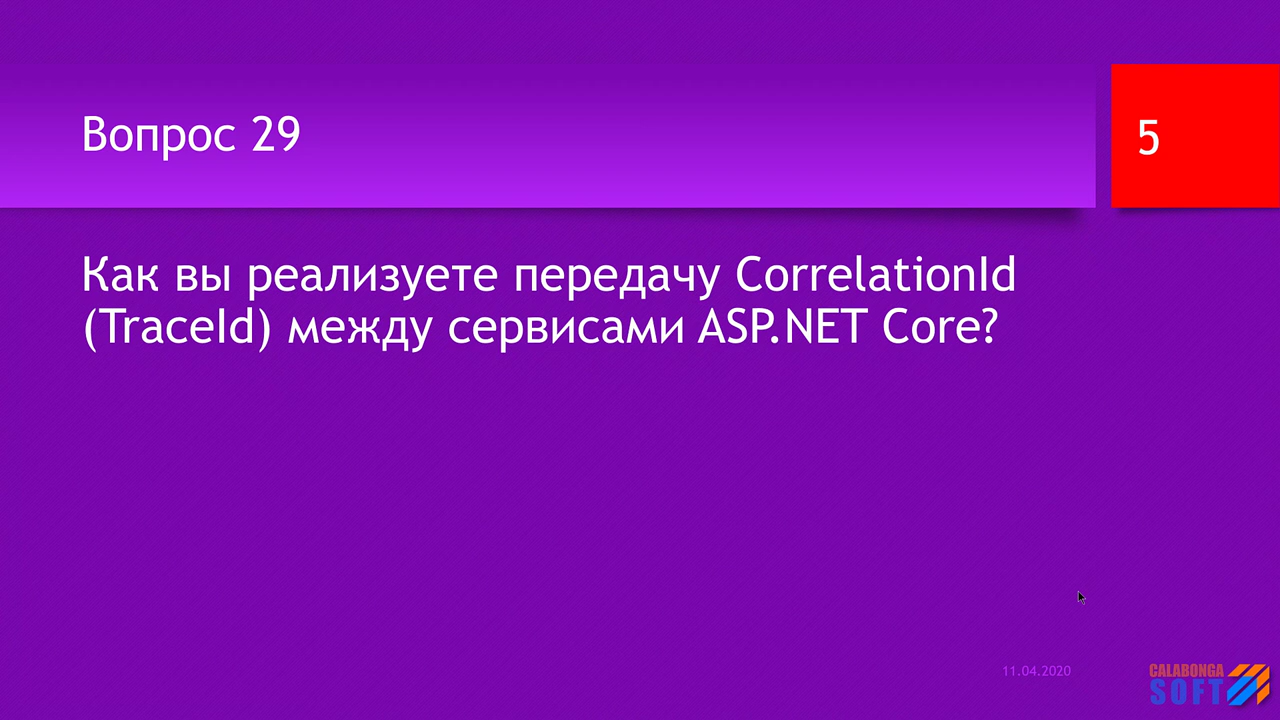 Вопрос 29
5
Как вы реализуете передачу CorrelationId
(TraceId) между сервисами ASP.NET Core?
11.04.2020
CALABONGA
SOFT